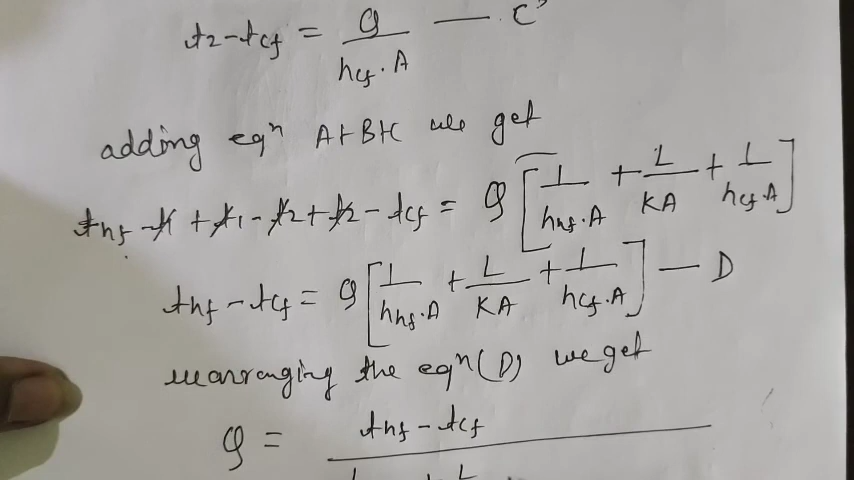 t2 - tcf = Q / hcf . A — C
adding eqn A+B+C we get
thf - t1 + t1 - t2 + t2 - tcf = Q [ 1 / hhf . A + L / KA + 1 / hcf . A ]
thf - tcf = Q [ 1 / hhf . A + L / KA + 1 / hcf . A ] — D
rearranging the eqn (D) we get
Q = thf - tcf